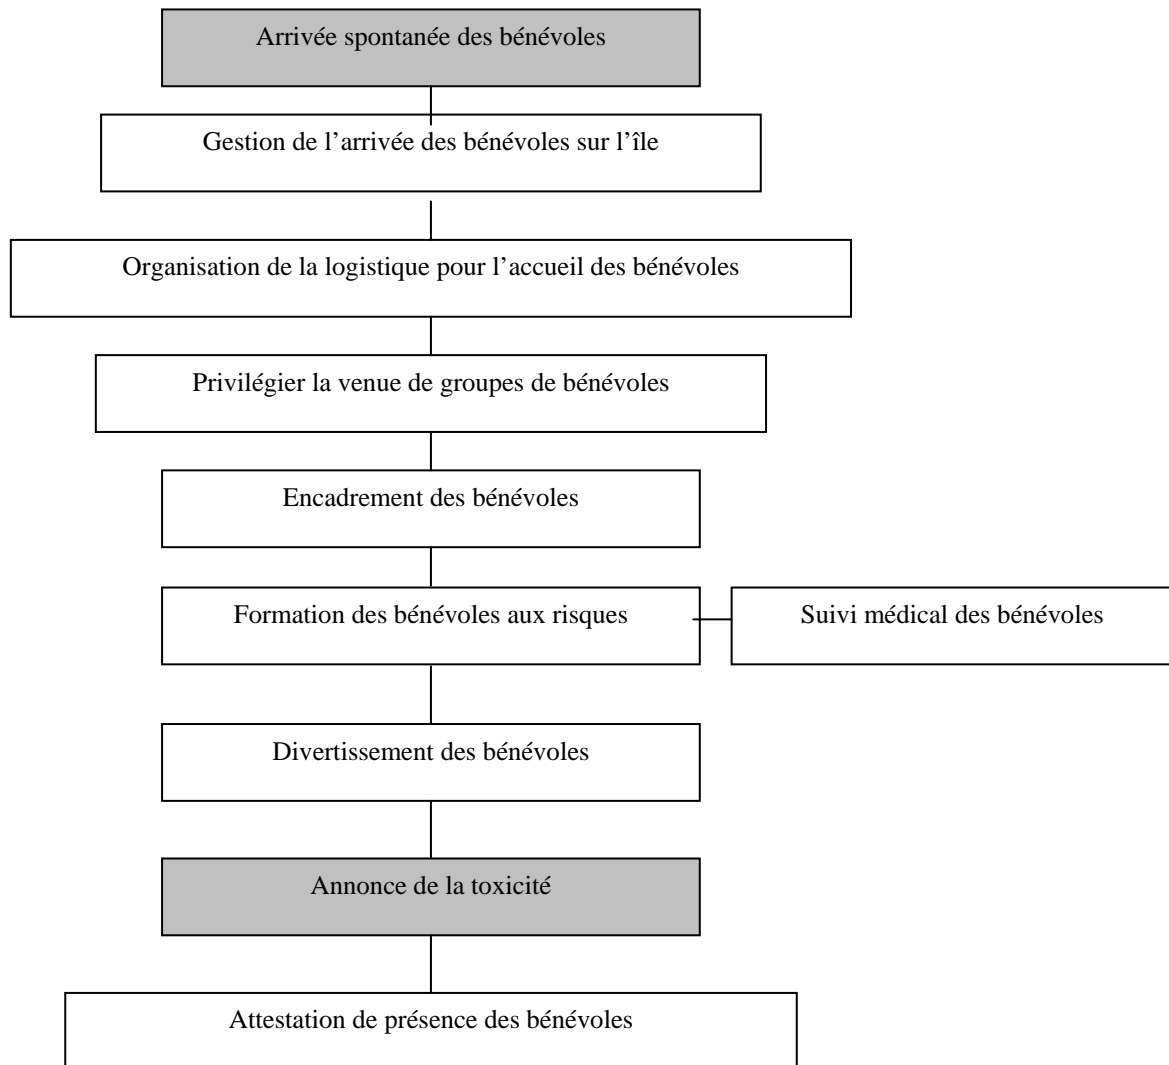 Arrivée spontanée des bénévoles
Gestion de l’arrivée des bénévoles sur l’île
Organisation de la logistique pour l’accueil des bénévoles
Privilégier la venue de groupes de bénévoles
Encadrement des bénévoles
Formation des bénévoles aux risques
Suivi médical des bénévoles
Divertissement des bénévoles
Annonce de la toxicité
Attestation de présence des bénévoles